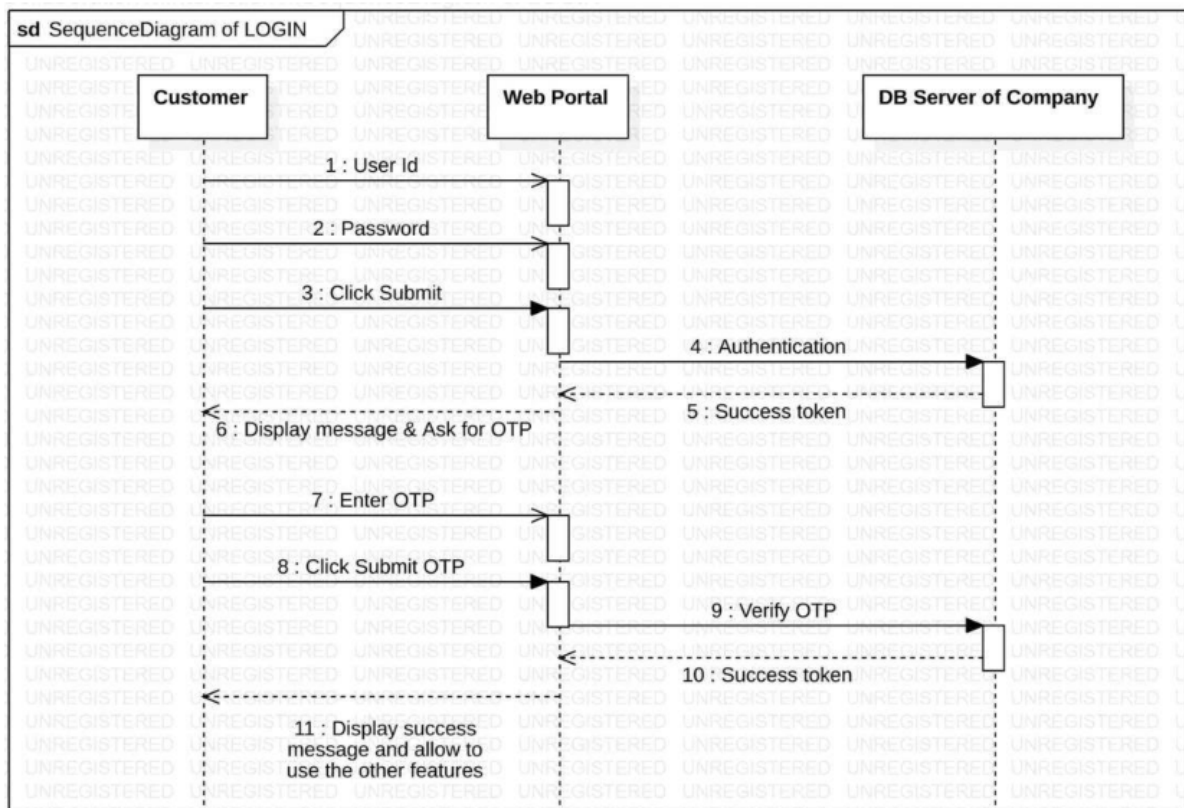 sd SequenceDiagram of LOGIN
Customer
Web Portal
DB Server of Company
1 : User Id
2 : Password
3 : Click Submit
4 : Authentication
5 : Success token
6 : Display message & Ask for OTP
7 : Enter OTP
8 : Click Submit OTP
9 : Verify OTP
10 : Success token
11 : Display success
message and allow to
use the other features
UNREGISTERED